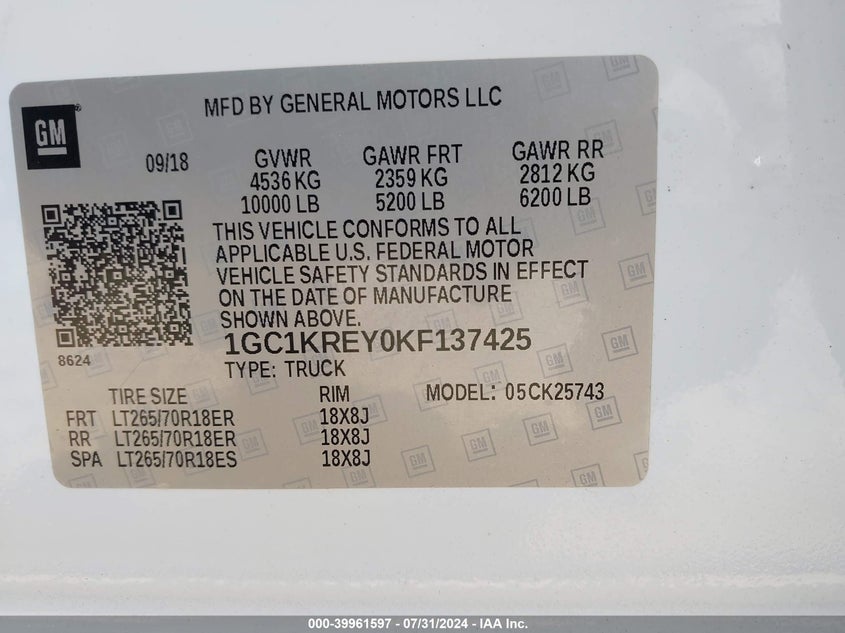 MFD BY GENERAL MOTORS LLC
GM
09/18 GVWR GAWR FRT GAWR RR
4536 KG 2359 KG 2812 KG
10000 LB 5200 LB 6200 LB
THIS VEHICLE CONFORMS TO ALL
APPLICABLE U.S. FEDERAL MOTOR
VEHICLE SAFETY STANDARDS IN EFFECT
ON THE DATE OF MANUFACTURE
SHOWN ABOVE.
8624
1GC1KREY0KF137425
TYPE: TRUCK
TIRE SIZE RIM MODEL: 05CK25743
FRT LT265/70R18ER 18X8J
RR LT265/70R18ER 18X8J
SPA LT265/70R18ES 18X8J
000-39961597 - 07/31/2024 - IAA Inc.